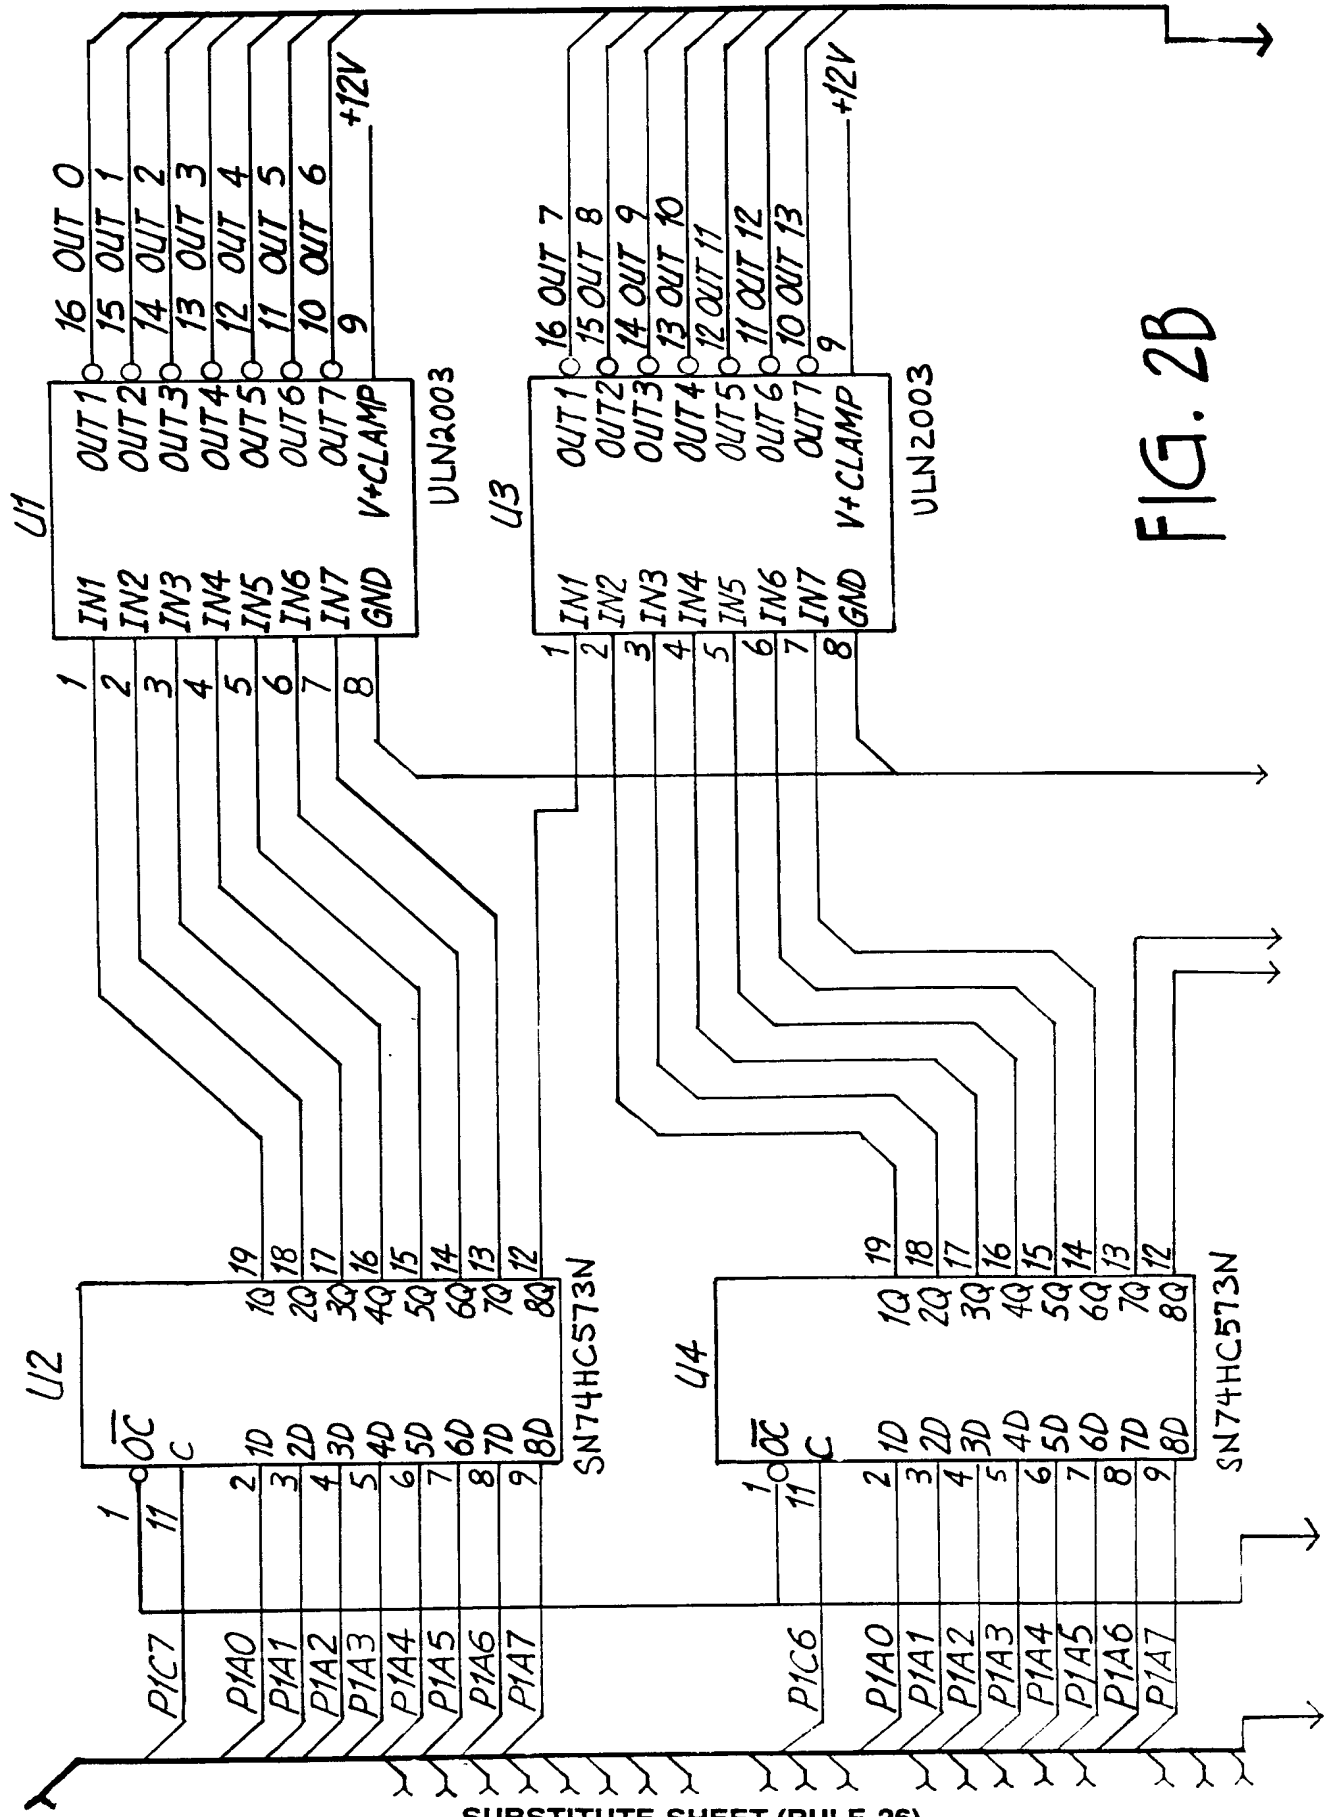 U1
IN1
IN2
IN3
IN4
IN5
IN6
IN7
GND
OUT1
OUT2
OUT3
OUT4
OUT5
OUT6
OUT7
V+CLAMP
ULN2003
1
2
3
4
5
6
7
8
16 OUT 0
15 OUT 1
14 OUT 2
13 OUT 3
12 OUT 4
11 OUT 5
10 OUT 6
9
+12V
U3
IN1
IN2
IN3
IN4
IN5
IN6
IN7
GND
OUT1
OUT2
OUT3
OUT4
OUT5
OUT6
OUT7
V+CLAMP
ULN2003
1
2
3
4
5
6
7
8
16 OUT 7
15 OUT 8
14 OUT 9
13 OUT 10
12 OUT 11
11 OUT 12
10 OUT 13
9
+12V
U2
OC
C
1D
2D
3D
4D
5D
6D
7D
8D
1Q
2Q
3Q
4Q
5Q
6Q
7Q
8Q
SN74HC573N
1
11
2
3
4
5
6
7
8
9
19
18
17
16
15
14
13
12
P1C7
P1A0
P1A1
P1A2
P1A3
P1A4
P1A5
P1A6
P1A7
U4
OC
C
1D
2D
3D
4D
5D
6D
7D
8D
1Q
2Q
3Q
4Q
5Q
6Q
7Q
8Q
SN74HC573N
1
11
2
3
4
5
6
7
8
9
19
18
17
16
15
14
13
12
P1C6
P1A0
P1A1
P1A2
P1A3
P1A4
P1A5
P1A6
P1A7
FIG. 2B
SUBSTITUTE SHEET (RULE 26)